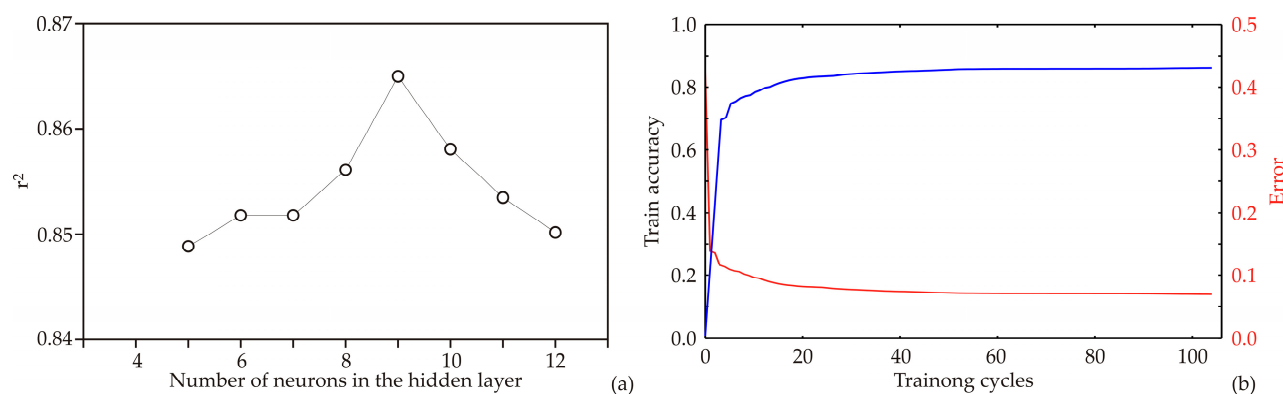 0.87
0.86
0.85
0.84
r²
4 6 8 10 12
Number of neurons in the hidden layer
(a)
1.0
0.8
0.6
0.4
0.2
0.0
Train accuracy
0.5
0.4
0.3
0.2
0.1
0.0
Error
0 20 40 60 80 100
Trainong cycles
(b)